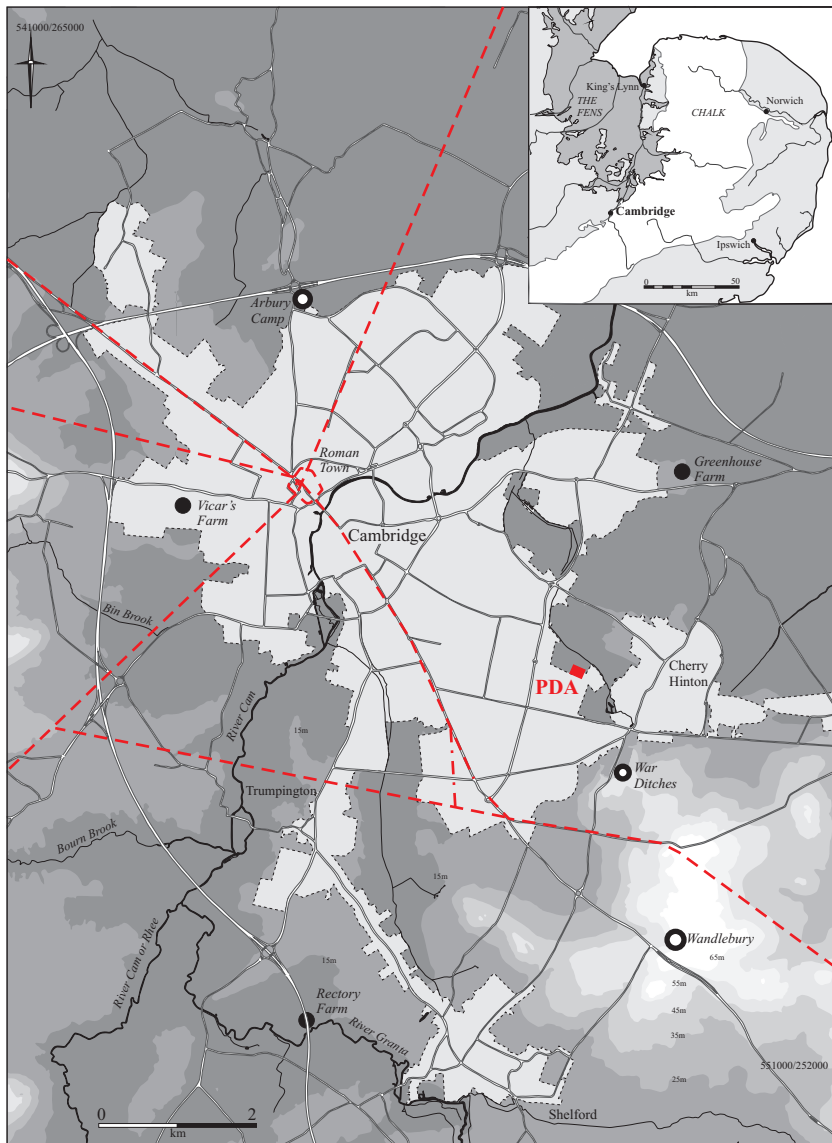 541000/265000
King's Lynn
THE
FENS
CHALK
Norwich
Cambridge
Ipswich
0
50
km
Arbury
Camp
Roman
Town
Greenhouse
Farm
Vicar's
Farm
Cambridge
Bin Brook
Cherry
Hinton
PDA
River Cam
15m
War
Ditches
Trumpington
Bourn Brook
15m
Wandlebury
65m
River Cam or Rhee
15m
55m
Rectory
Farm
45m
River Granta
35m
551000/252000
25m
0
2
km
Shelford